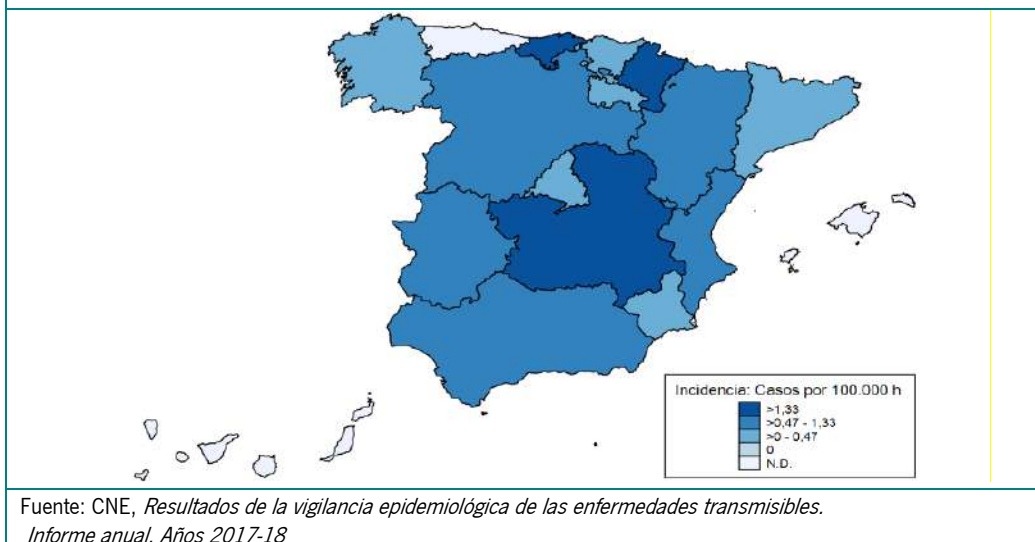 Incidencia: Casos por 100.000 h
>1,33
>0,47 - 1,33
>0 - 0,47
0
N.D.
Fuente: CNE, Resultados de la vigilancia epidemiológica de las enfermedades transmisibles.
Informe anual. Años 2017-18